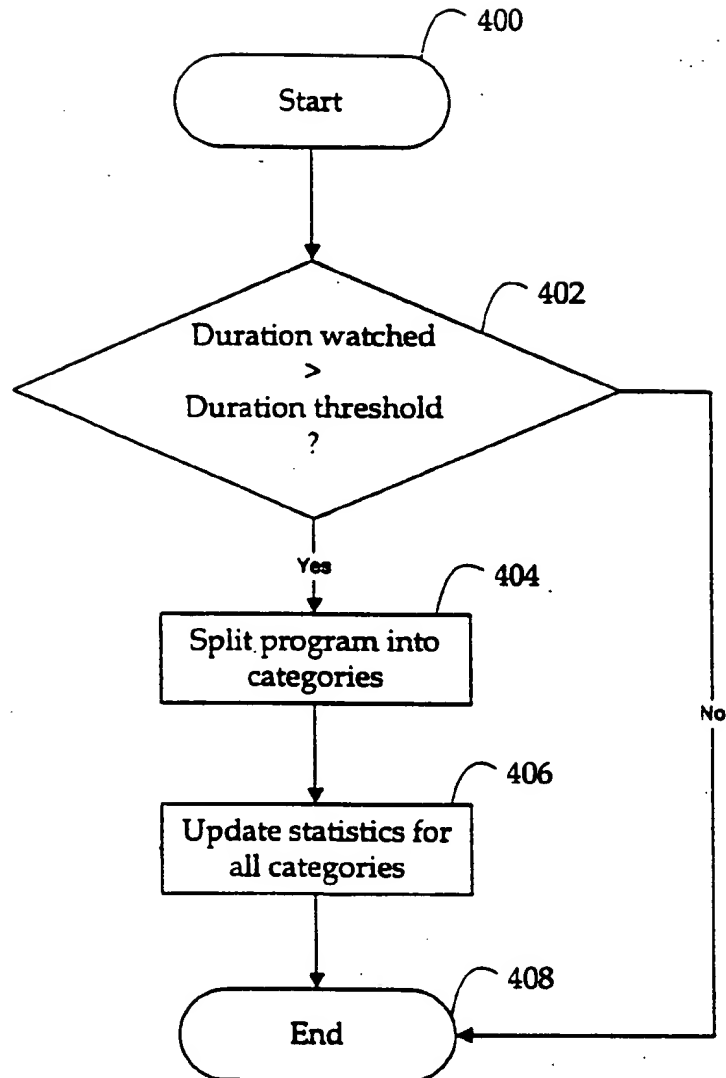 400
Start
402
Duration watched
>
Duration threshold
?
Yes
404
Split program into
categories
No
406
Update statistics for
all categories
408
End